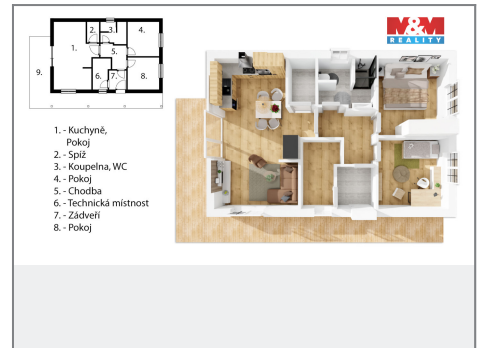 2.
3.
4.
1.
5.
9.
6.
7.
8.
M&M
REALITY
1. - Kuchyně,
Pokoj
2. - Spíž
3. - Koupelna, WC
4. - Pokoj
5. - Chodba
6. - Technická místnost
7. - Zádveří
8. - Pokoj